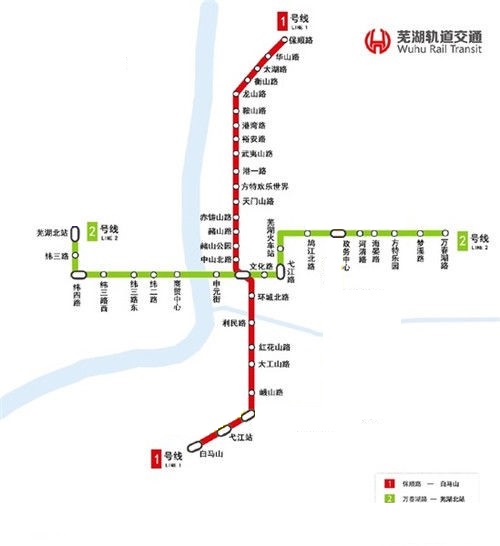 芜湖轨道交通
Wuhu Rail Transit
1 号线
LINE 1
保顺路
华山路
太湖路
衡山路
龙山路
鞍山路
港湾路
裕安路
武夷山路
港一路
方特欢乐世界
天门山路
赤铸山路
赭山路
赭山公园
中山北路
芜湖北站
2 号线
LINE 2
纬三路
纬四路
纬三路西
纬三路东
纬二路
商贸中心
中元街
文化路
弋江路
芜湖火车站
鸠江北路
政务中心
河清路
海晏路
方特乐园
梦溪路
万春湖路
2 号线
LINE 2
环城北路
利民路
红花山路
大工山路
峨山路
弋江站
白马山
1 号线
LINE 1
1 保顺路 — 白马山
2 万春湖路 — 芜湖北站